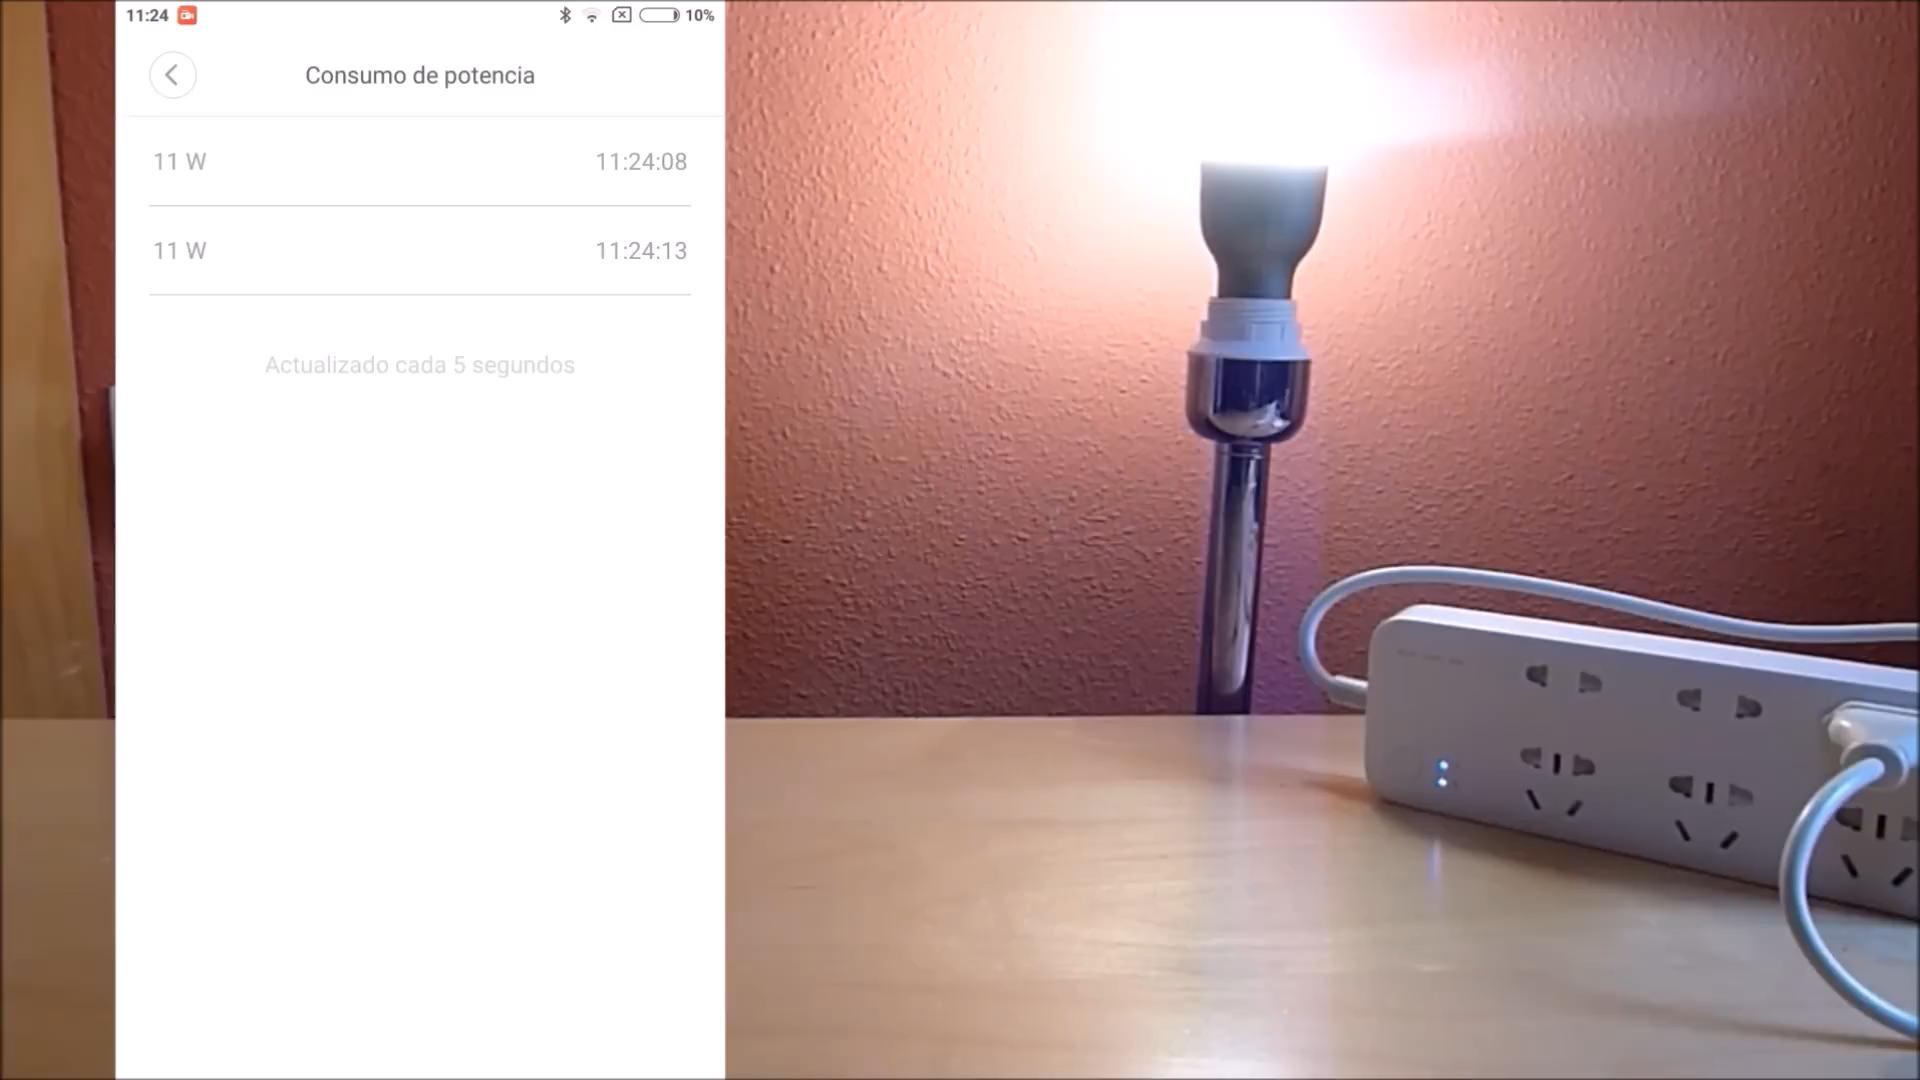 11:24
10%
Consumo de potencia
11 W
11:24:08
11 W
11:24:13
Actualizado cada 5 segundos